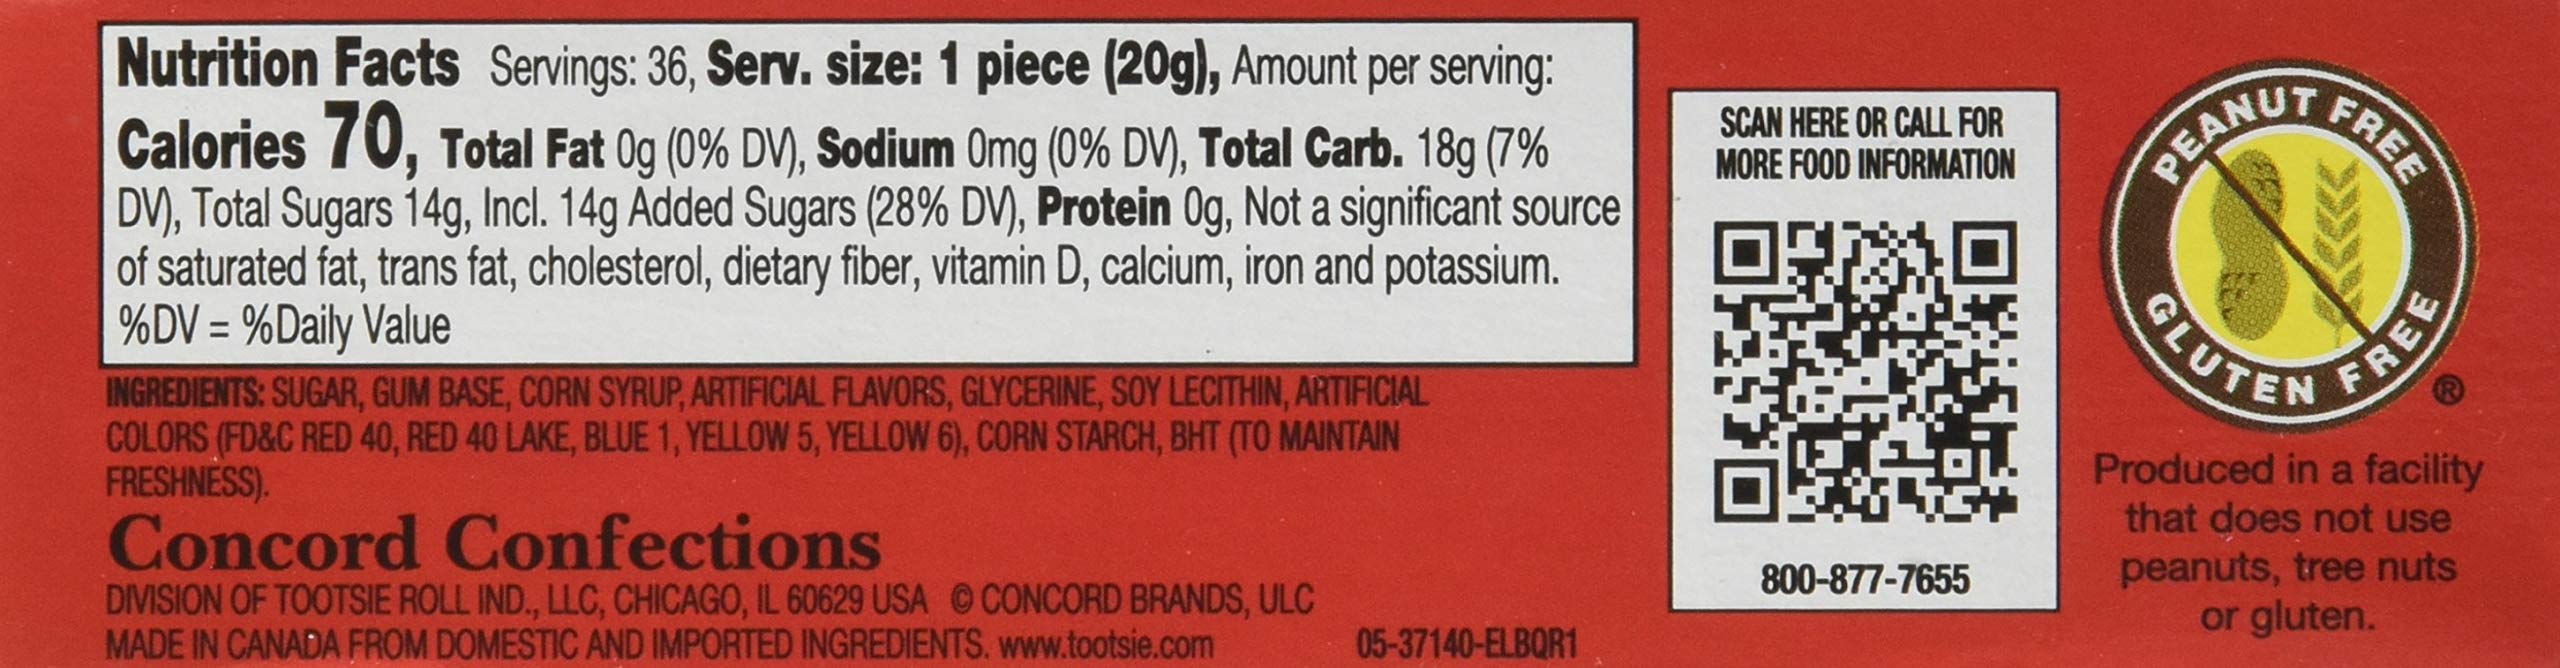 Nutrition Facts Servings: 36, Serv. size: 1 piece (20g), Amount per serving:
Calories 70, Total Fat 0g (0% DV), Sodium 0mg (0% DV), Total Carb. 18g (7%
DV), Total Sugars 14g, Incl. 14g Added Sugars (28% DV), Protein 0g, Not a significant source
of saturated fat, trans fat, cholesterol, dietary fiber, vitamin D, calcium, iron and potassium.
%DV = %Daily Value
INGREDIENTS: SUGAR, GUM BASE, CORN SYRUP, ARTIFICIAL FLAVORS, GLYCERINE, SOY LECITHIN, ARTIFICIAL
COLORS (FD&C RED 40, RED 40 LAKE, BLUE 1, YELLOW 5, YELLOW 6), CORN STARCH, BHT (TO MAINTAIN
FRESHNESS).
Concord Confections
DIVISION OF TOOTSIE ROLL IND., LLC, CHICAGO, IL 60629 USA © CONCORD BRANDS, ULC
MADE IN CANADA FROM DOMESTIC AND IMPORTED INGREDIENTS. www.tootsie.com 05-37140-ELBQR1
SCAN HERE OR CALL FOR
MORE FOOD INFORMATION
800-877-7655
PEANUT FREE
GLUTEN FREE
®
Produced in a facility
that does not use
peanuts, tree nuts
or gluten.